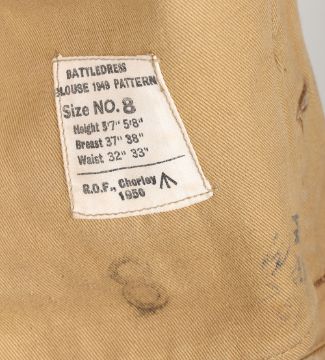 BATTLEDRESS
BLOUSE 1949 PATTERN
Size NO. 8
Height 5'7" 5'8"
Breast 37" 38"
Waist 32" 33"
R.O.F., Chorley
1950
8